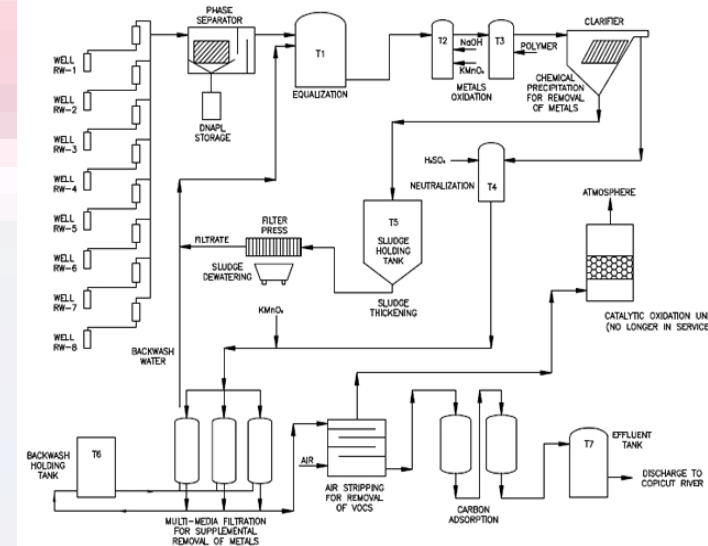 PHASE
SEPARATOR
CLARIFIER
T1
T2
NaOH
T3
POLYMER
KMnO₄
WELL
RW-1
EQUALIZATION
METALS
OXIDATION
CHEMICAL
PRECIPITATION
FOR REMOVAL
OF METALS
WELL
RW-2
DNAPL
STORAGE
WELL
RW-3
H₂SO₄
NEUTRALIZATION
T4
WELL
RW-4
ATMOSPHERE
WELL
RW-5
FILTER
PRESS
FILTRATE
T5
SLUDGE
HOLDING
TANK
WELL
RW-6
SLUDGE
DEWATERING
WELL
RW-7
SLUDGE
THICKENING
KMnO₄
CATALYTIC OXIDATION UN
(NO LONGER IN SERVICE
WELL
RW-8
BACKWASH
WATER
BACKWASH
HOLDING
TANK
T6
AIR
T7
EFFLUENT
TANK
DISCHARGE TO
COPICUT RIVER
AIR STRIPPING
FOR REMOVAL
OF VOCS
CARBON
ADSORPTION
MULTI-MEDIA FILTRATION
FOR SUPPLEMENTAL
REMOVAL OF METALS